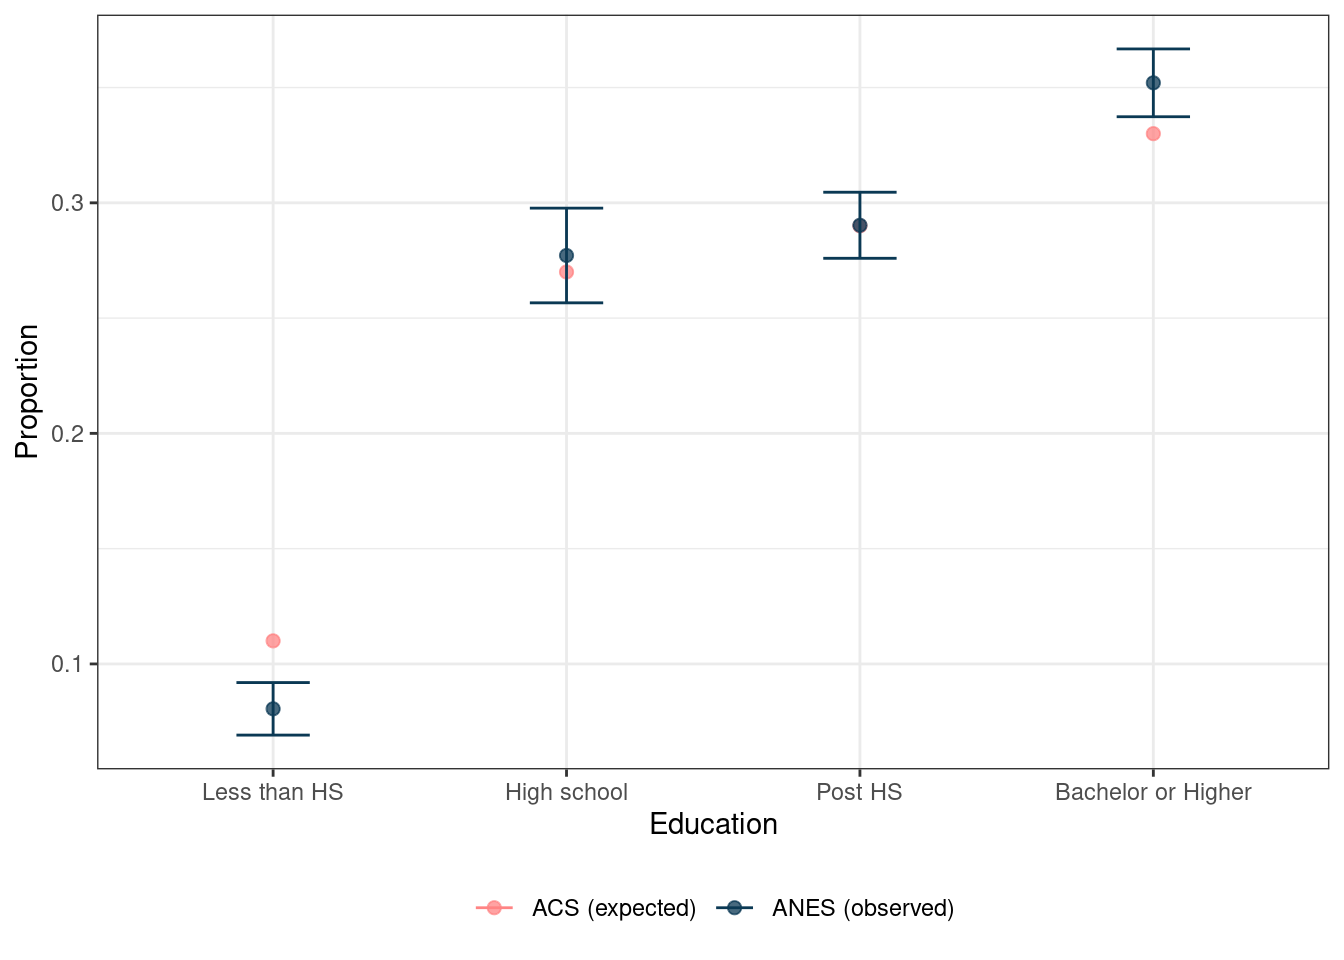 Proportion
0.3
0.2
0.1
Less than HS
High school
Post HS
Bachelor or Higher
Education
ACS (expected)
ANES (observed)